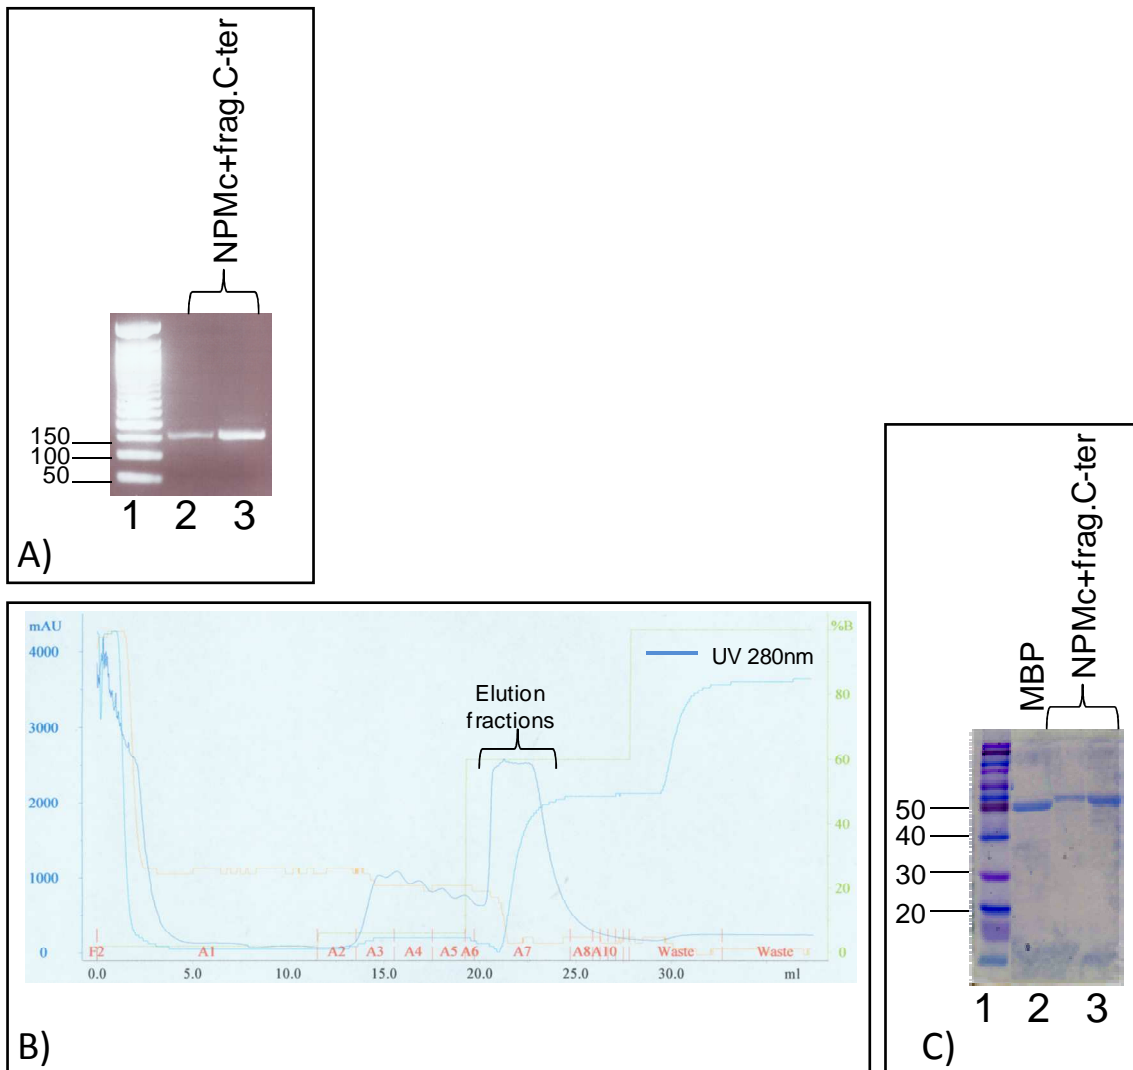 NPMc+frag.C-ter
150
100
50
1 2 3
A)
mAU
%B
4000
3000
2000
1000
0
80
60
40
20
0
UV 280nm
Elution
fractions
F2 A1 A2 A3 A4 A5 A6 A7 A8 A10 Waste Waste
0.0 5.0 10.0 15.0 20.0 25.0 30.0 ml
B)
MBP
NPMc+frag.C-ter
50
40
30
20
1 2 3
C)